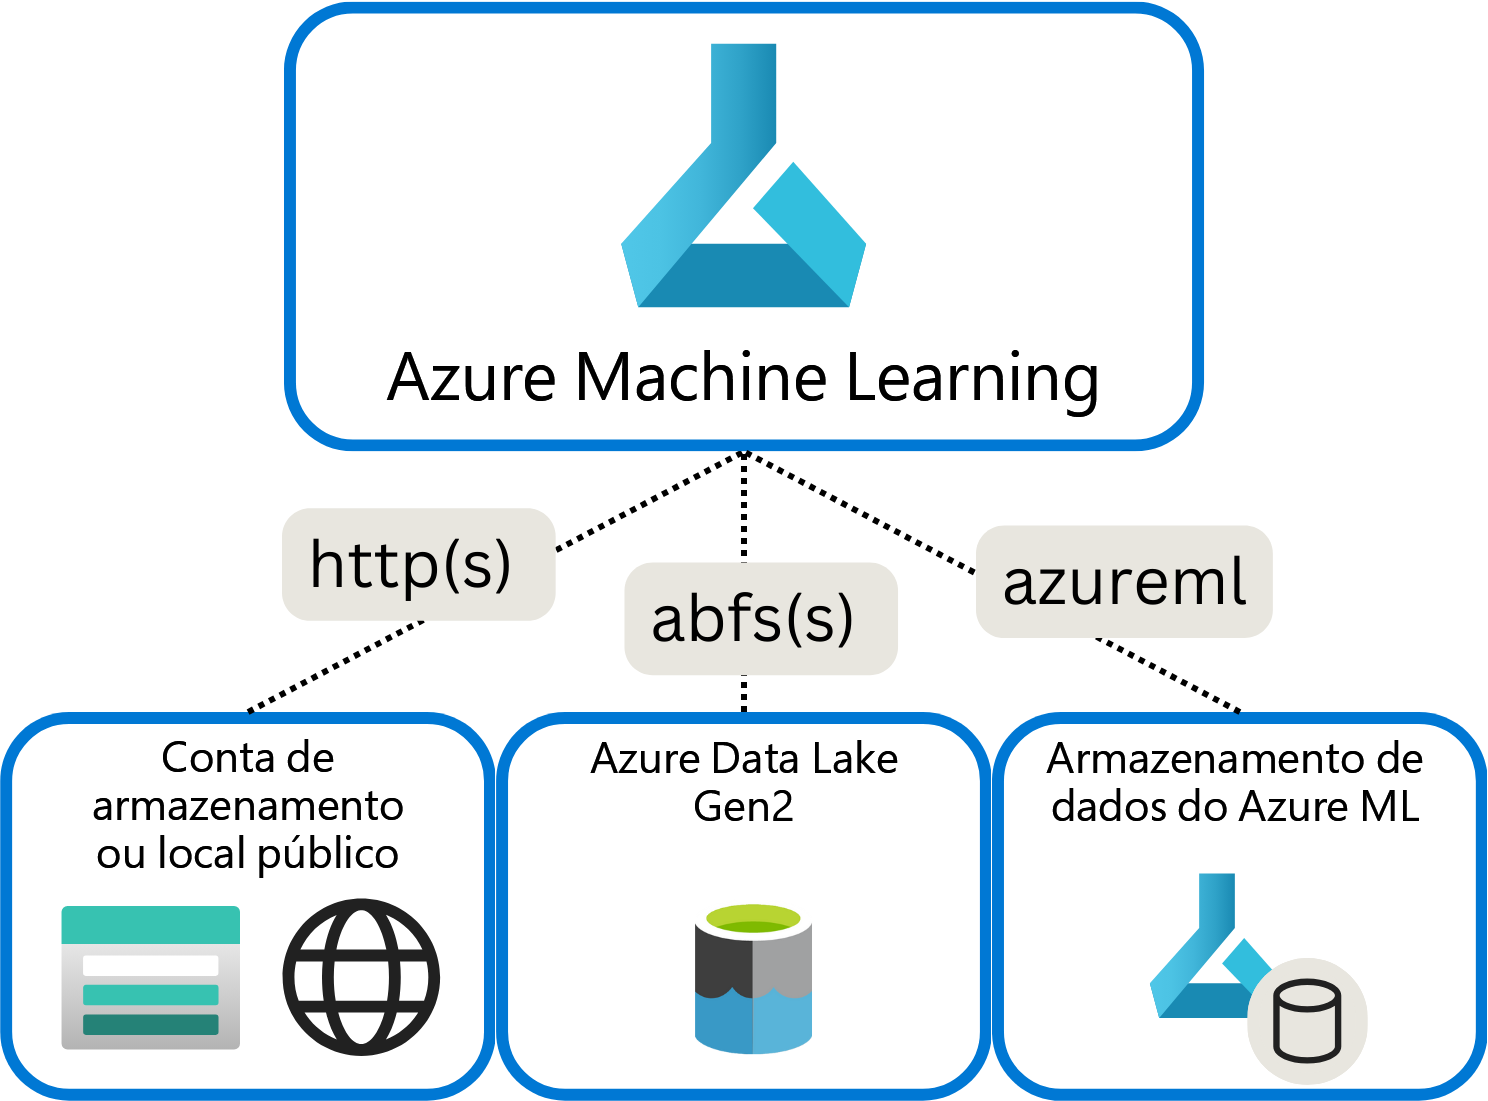 Azure Machine Learning
http(s)
abfs(s)
azureml
Conta de
armazenamento
ou local público
Azure Data Lake
Gen2
Armazenamento de
dados do Azure ML